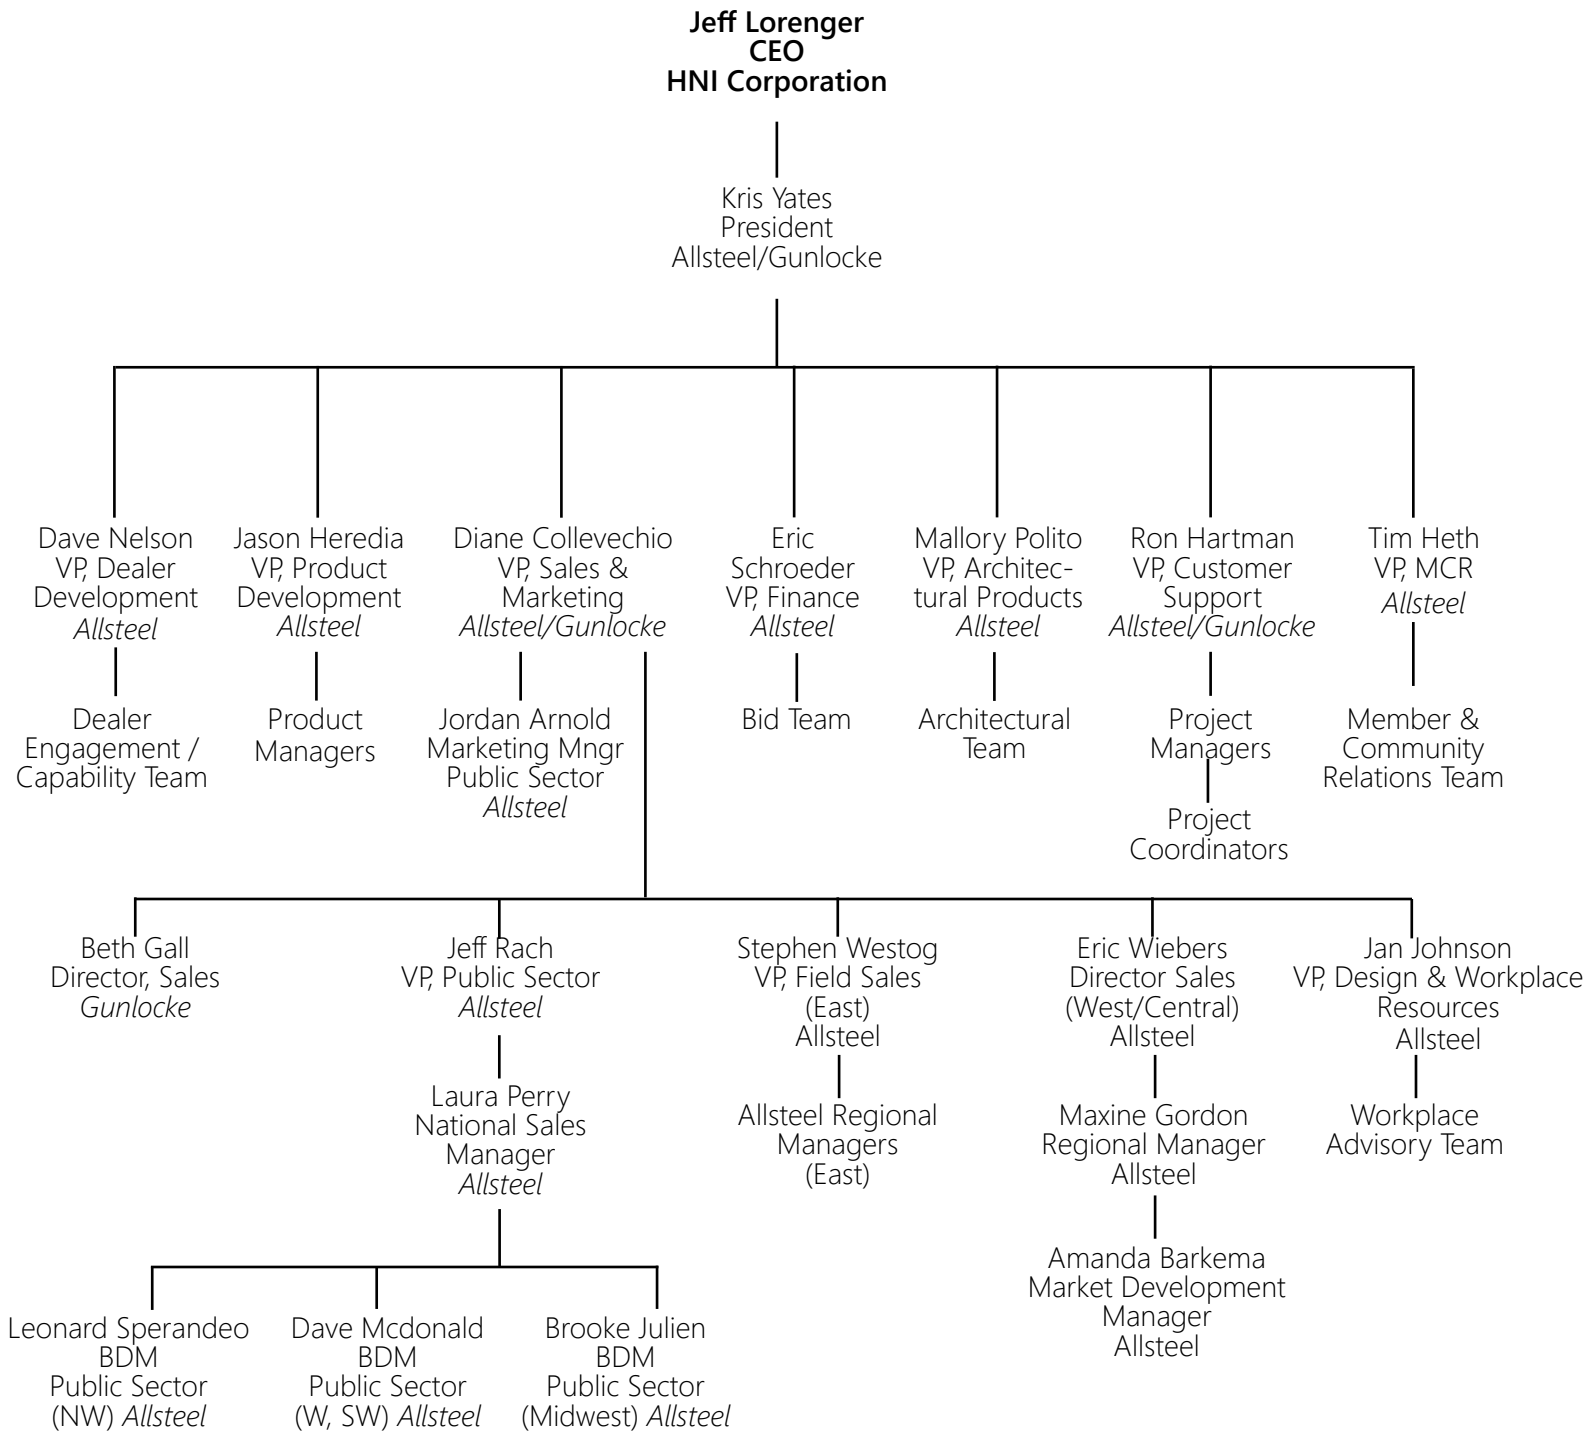 Jeff Lorenger
CEO
HNI Corporation
Kris Yates
President
Allsteel/Gunlocke
Dave Nelson
VP, Dealer
Development
Allsteel
Jason Heredia
VP, Product
Development
Allsteel
Diane Collevechio
VP, Sales &
Marketing
Allsteel/Gunlocke
Eric
Schroeder
VP, Finance
Allsteel
Mallory Polito
VP, Architec-
tural Products
Allsteel
Ron Hartman
VP, Customer
Support
Allsteel/Gunlocke
Tim Heth
VP, MCR
Allsteel
Dealer
Engagement /
Capability Team
Product
Managers
Jordan Arnold
Marketing Mngr
Public Sector
Allsteel
Bid Team
Architectural
Team
Project
Managers
Project
Coordinators
Member &
Community
Relations Team
Beth Gall
Director, Sales
Gunlocke
Jeff Rach
VP, Public Sector
Allsteel
Stephen Westog
VP, Field Sales
(East)
Allsteel
Eric Wiebers
Director Sales
(West/Central)
Allsteel
Jan Johnson
VP, Design & Workplace
Resources
Allsteel
Laura Perry
National Sales
Manager
Allsteel
Allsteel Regional
Managers
(East)
Maxine Gordon
Regional Manager
Allsteel
Workplace
Advisory Team
Amanda Barkema
Market Development
Manager
Allsteel
Leonard Sperandeo
BDM
Public Sector
(NW) Allsteel
Dave Mcdonald
BDM
Public Sector
(W, SW) Allsteel
Brooke Julien
BDM
Public Sector
(Midwest) Allsteel